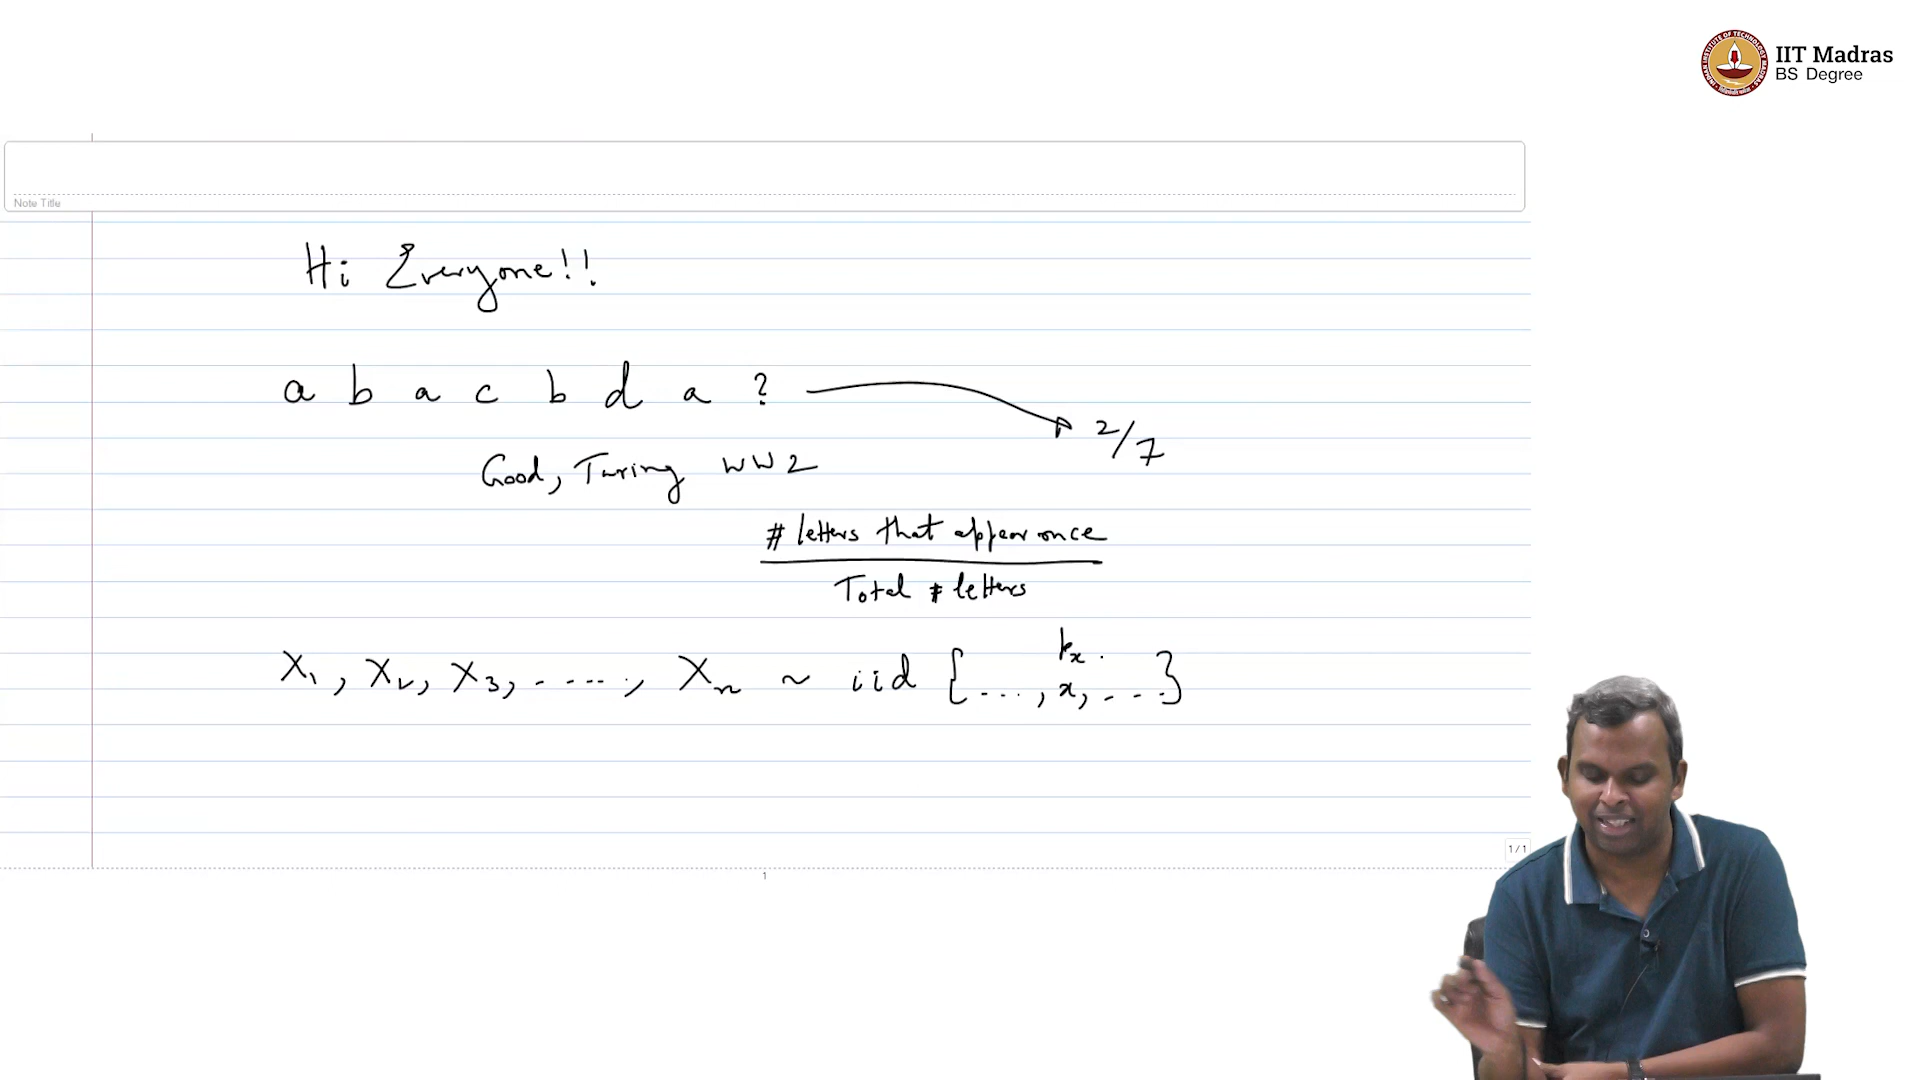 IIT Madras
BS Degree
Note Title
Hi Everyone!!
a b a c b d a ? 2/7
Good, Turing WW2
# letters that appear once
Total # letters
px
X1, X2, X3, ....., Xn ~ iid {..., x, ...}
1/1
1